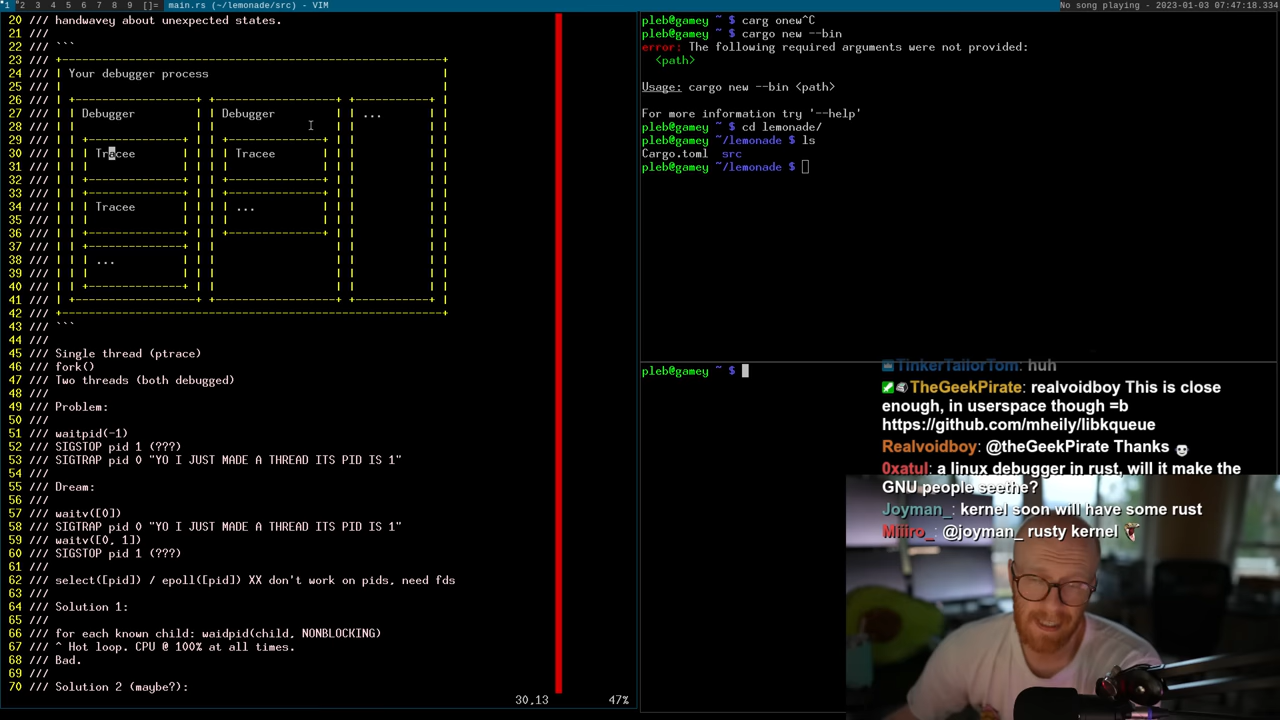 1 2 3 4 5 6 7 8 9 []= main.rs (~/lemonade/src) - VIM
No song playing - 2023-01-03 07:47:18.334
20 /// handwavey about unexpected states.
21 ///
22 /// ```
23 /// +----------------------------------------------------------+
24 /// | Your debugger process                                    |
25 /// |                                                          |
26 /// | +------------------+ +------------------+ +-----------+
27 /// | | Debugger         | | Debugger         | | ...       | |
28 /// | |                  | |                  | |           | |
29 /// | | +--------------+ | | +--------------+ | |           | |
30 /// | | | Tracee       | | | | Tracee       | | |           | |
31 /// | | |              | | | |              | | |           | |
32 /// | | +--------------+ | | +--------------+ | |           | |
33 /// | | +--------------+ | | +--------------+ | |           | |
34 /// | | | Tracee       | | | | ...          | | |           | |
35 /// | | |              | | | |              | | |           | |
36 /// | | +--------------+ | | +--------------+ | |           | |
37 /// | | +--------------+ | |                  | |           | |
38 /// | | | ...          | | |                  | |           | |
39 /// | | |              | | |                  | |           | |
40 /// | | +--------------+ | |                  | |           | |
41 /// | +------------------+ +------------------+ +-----------+ |
42 /// +----------------------------------------------------------+
43 /// ```
44 ///
45 /// Single thread (ptrace)
46 /// fork()
47 /// Two threads (both debugged)
48 ///
49 /// Problem:
50 ///
51 /// waitpid(-1)
52 /// SIGSTOP pid 1 (???)
53 /// SIGTRAP pid 0 "YO I JUST MADE A THREAD ITS PID IS 1"
54 ///
55 /// Dream:
56 ///
57 /// waitv([0])
58 /// SIGTRAP pid 0 "YO I JUST MADE A THREAD ITS PID IS 1"
59 /// waitv([0, 1])
60 /// SIGSTOP pid 1 (???)
61 ///
62 /// select([pid]) / epoll([pid]) XX don't work on pids, need fds
63 ///
64 /// Solution 1:
65 ///
66 /// for each known child: waidpid(child, NONBLOCKING)
67 /// ^ Hot loop. CPU @ 100% at all times.
68 /// Bad.
69 ///
70 /// Solution 2 (maybe?):
30,13 47%
pleb@gamey ~ $ carg onew^C
pleb@gamey ~ $ cargo new --bin
error: The following required arguments were not provided:
<path>
Usage: cargo new --bin <path>
For more information try '--help'
pleb@gamey ~ $ cd lemonade/
pleb@gamey ~/lemonade $ ls
Cargo.toml src
pleb@gamey ~/lemonade $
pleb@gamey ~ $
TinkerTailorTom: huh
TheGeekPirate: realvoidboy This is close
enough, in userspace though =b
https://github.com/mheily/libkqueue
Realvoidboy: @theGeekPirate Thanks
0xatul: a linux debugger in rust, will it make the
GNU people seethe?
Joyman_: kernel soon will have some rust
Miiiro_: @joyman_ rusty kernel